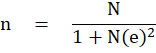 n = N / 1 + N(e)²